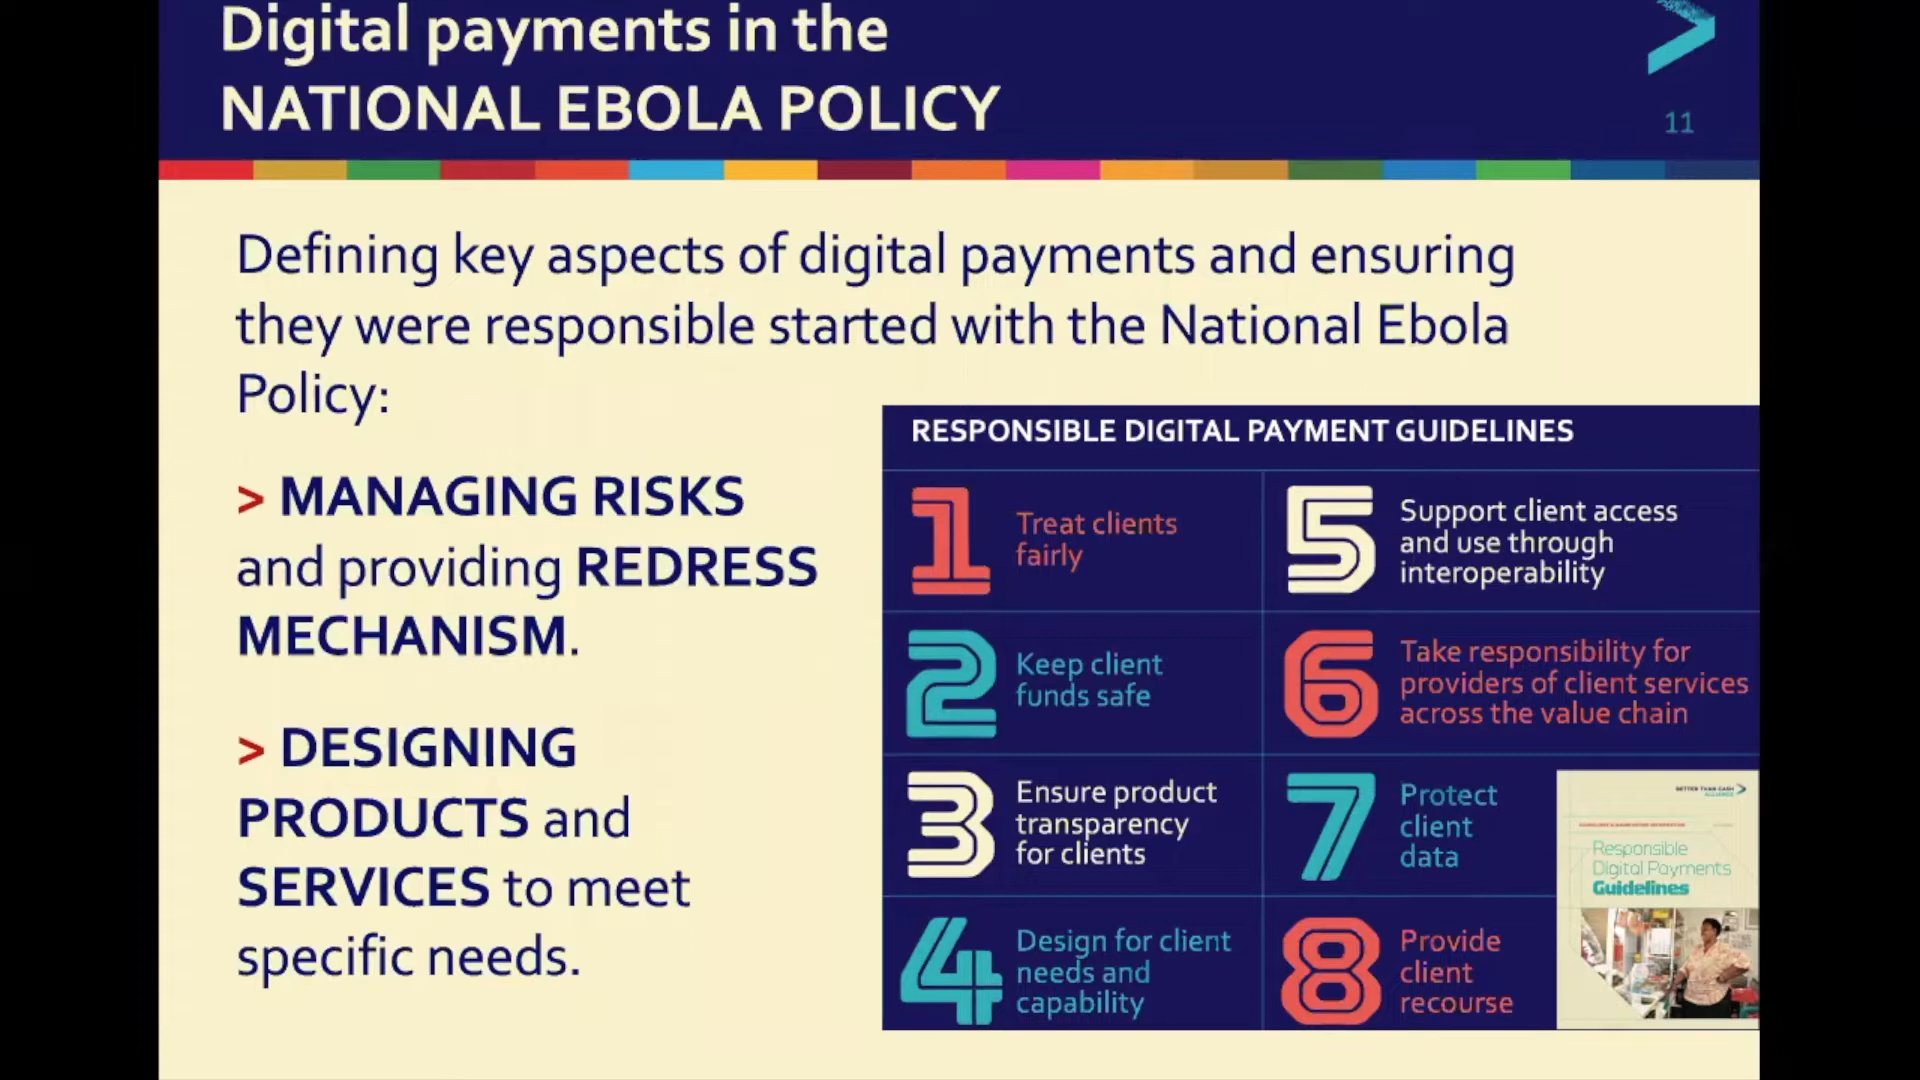 Digital payments in the
NATIONAL EBOLA POLICY
11
Defining key aspects of digital payments and ensuring
they were responsible started with the National Ebola
Policy:
> MANAGING RISKS
and providing REDRESS
MECHANISM.
> DESIGNING
PRODUCTS and
SERVICES to meet
specific needs.
RESPONSIBLE DIGITAL PAYMENT GUIDELINES
1
Treat clients
fairly
2
Keep client
funds safe
3
Ensure product
transparency
for clients
4
Design for client
needs and
capability
5
Support client access
and use through
interoperability
6
Take responsibility for
providers of client services
across the value chain
7
Protect
client
data
8
Provide
client
recourse
BETTER THAN CASH
ALLIANCE
Responsible
Digital Payments
Guidelines